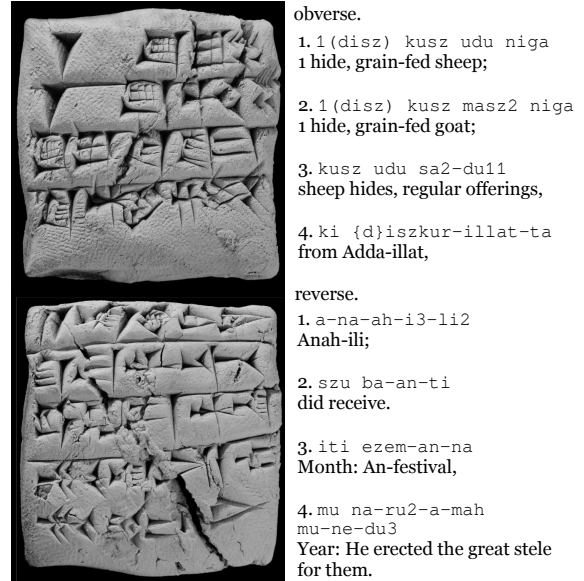 obverse.
1. 1(disz) kusz udu niga
1 hide, grain-fed sheep;
2. 1(disz) kusz masz2 niga
1 hide, grain-fed goat;
3. kusz udu sa2-du11
sheep hides, regular offerings,
4. ki {d}iszkur-illat-ta
from Adda-illat,
reverse.
1. a-na-ah-i3-li2
Anah-ili;
2. szu ba-an-ti
did receive.
3. iti ezem-an-na
Month: An-festival,
4. mu na-ru2-a-mah
mu-ne-du3
Year: He erected the great stele
for them.